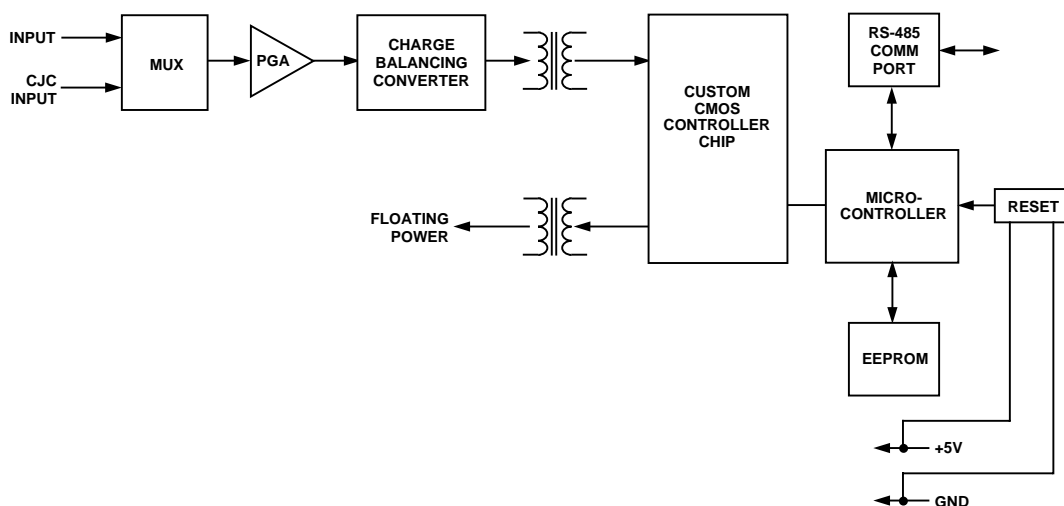 INPUT
CJC
INPUT
MUX
PGA
CHARGE
BALANCING
CONVERTER
CUSTOM
CMOS
CONTROLLER
CHIP
RS-485
COMM
PORT
FLOATING
POWER
MICRO-
CONTROLLER
RESET
EEPROM
+5V
GND